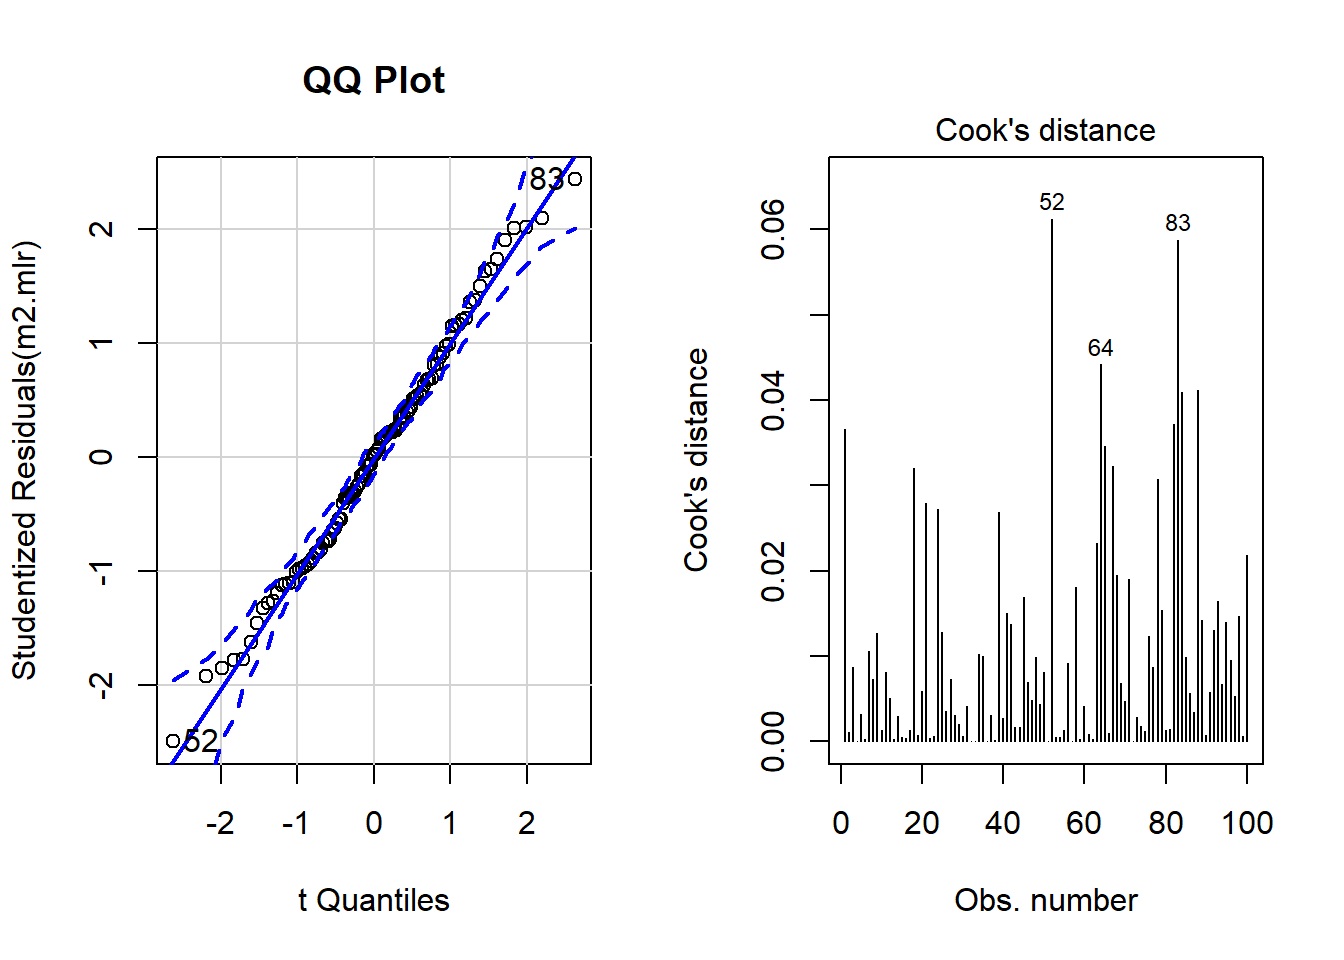 QQ Plot
Studentized Residuals(m2.mlr)
2
1
0
-1
-2
83
52
-2 -1 0 1 2
t Quantiles
Cook's distance
Cook's distance
0.06
0.04
0.02
0.00
52
83
64
0 20 40 60 80 100
Obs. number